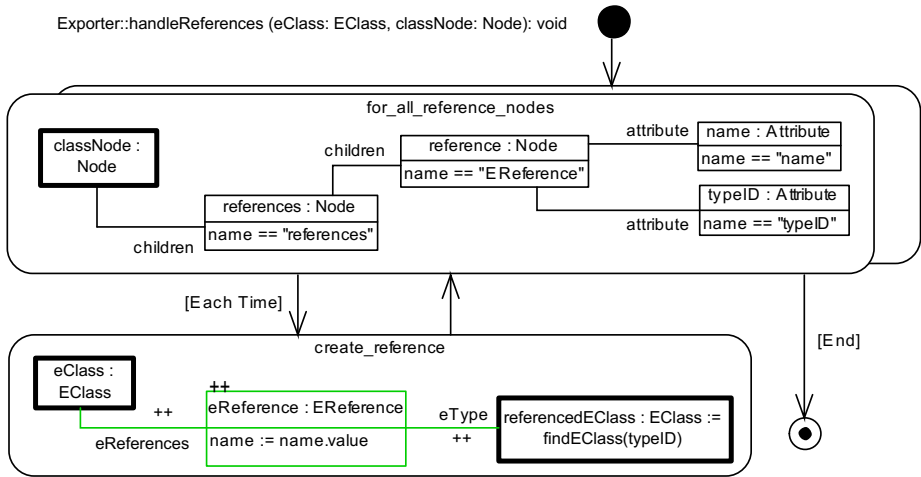 Exporter::handleReferences (eClass: EClass, classNode: Node): void
for_all_reference_nodes
classNode :
Node
children
reference : Node
name == "EReference"
attribute
name : Attribute
name == "name"
references : Node
name == "references"
children
typeID : Attribute
name == "typeID"
attribute
[Each Time]
[End]
create_reference
eClass :
EClass
++
eReferences
++
eReference : EReference
name := name.value
eType
++
referencedEClass : EClass :=
findEClass(typeID)